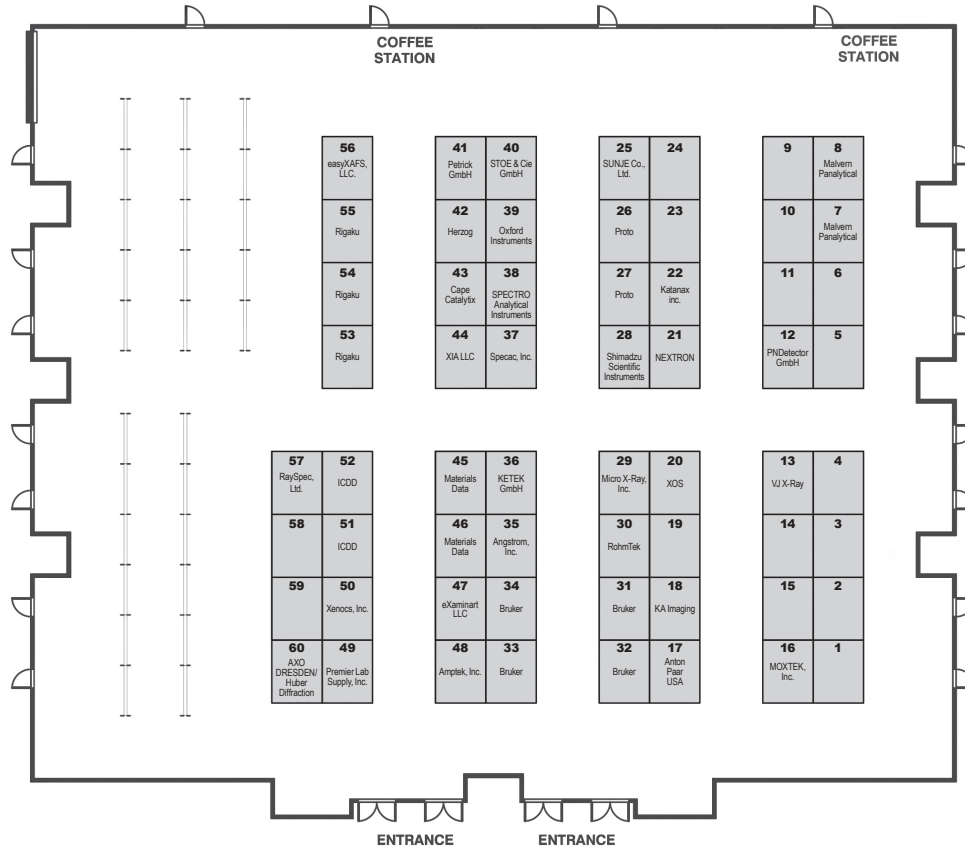 COFFEE
STATION
COFFEE
STATION
56
easyXAFS,
LLC.
55
Rigaku
54
Rigaku
53
Rigaku
41
Petrick
GmbH
40
STOE & Cie
GmbH
42
Herzog
39
Oxford
Instruments
43
Cape
Catalytix
38
SPECTRO
Analytical
Instruments
44
XIA LLC
37
Specac, Inc.
25
SUNJE Co.,
Ltd.
24
26
Proto
23
27
Proto
22
Katanax
inc.
28
Shimadzu
Scientific
Instruments
21
NEXTRON
9
8
Malvern
Panalytical
10
7
Malvern
Panalytical
11
6
12
PNDetector
GmbH
5
57
RaySpec,
Ltd.
52
ICDD
58
51
ICDD
59
50
Xenocs, Inc.
60
AXO
DRESDEN/
Huber
Diffraction
49
Premier Lab
Supply, Inc.
45
Materials
Data
36
KETEK
GmbH
46
Materials
Data
35
Angstrom,
Inc.
47
eXaminart
LLC
34
Bruker
48
Amptek, Inc.
33
Bruker
29
Micro X-Ray,
Inc.
20
XOS
30
RohmTek
19
31
Bruker
18
KA Imaging
32
Bruker
17
Anton
Paar
USA
13
VJ X-Ray
4
14
3
15
2
16
MOXTEK,
Inc.
1
ENTRANCE
ENTRANCE